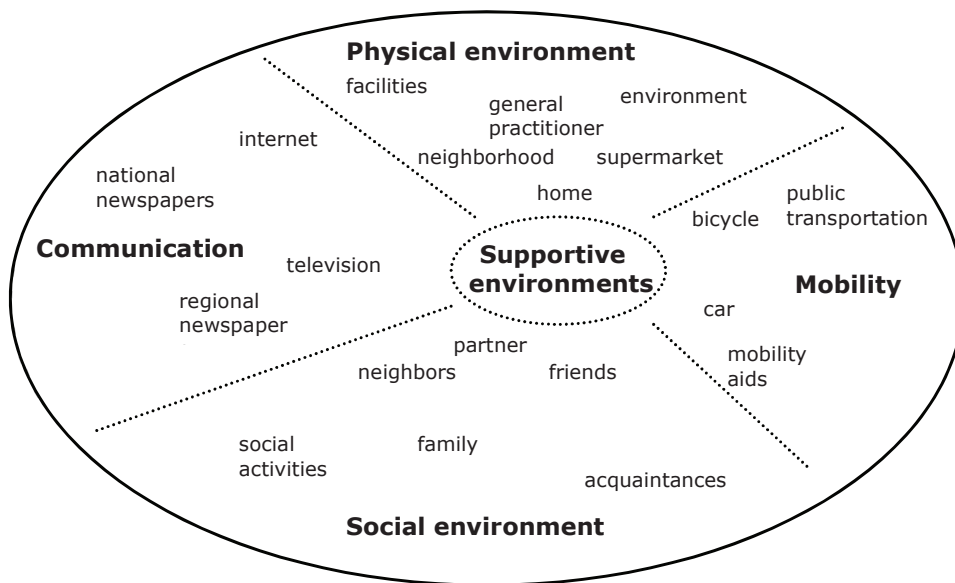 Physical environment
facilities
environment
general
practitioner
internet
neighborhood
supermarket
national
newspapers
home
public
transportation
bicycle
Communication
Supportive
environments
television
Mobility
regional
newspaper
car
partner
mobility
aids
neighbors
friends
social
activities
family
acquaintances
Social environment